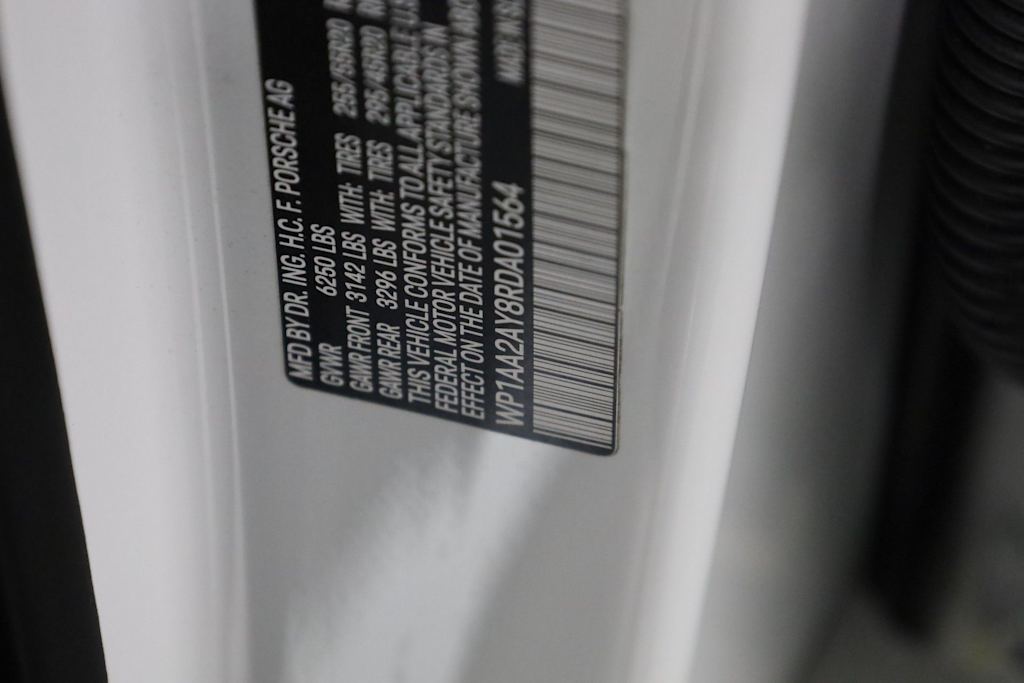 MFD BY DR. ING. H.C. F. PORSCHE AG
GVWR 6250 LBS
GAWR FRONT 3142 LBS WITH: TIRES 255/55R20
GAWR REAR 3296 LBS WITH: TIRES 295/45R20
THIS VEHICLE CONFORMS TO ALL APPLICABLE
FEDERAL MOTOR VEHICLE SAFETY STANDARDS IN
EFFECT ON THE DATE OF MANUFACTURE SHOWN
WP1AA2AY8RDA01564 MADE IN